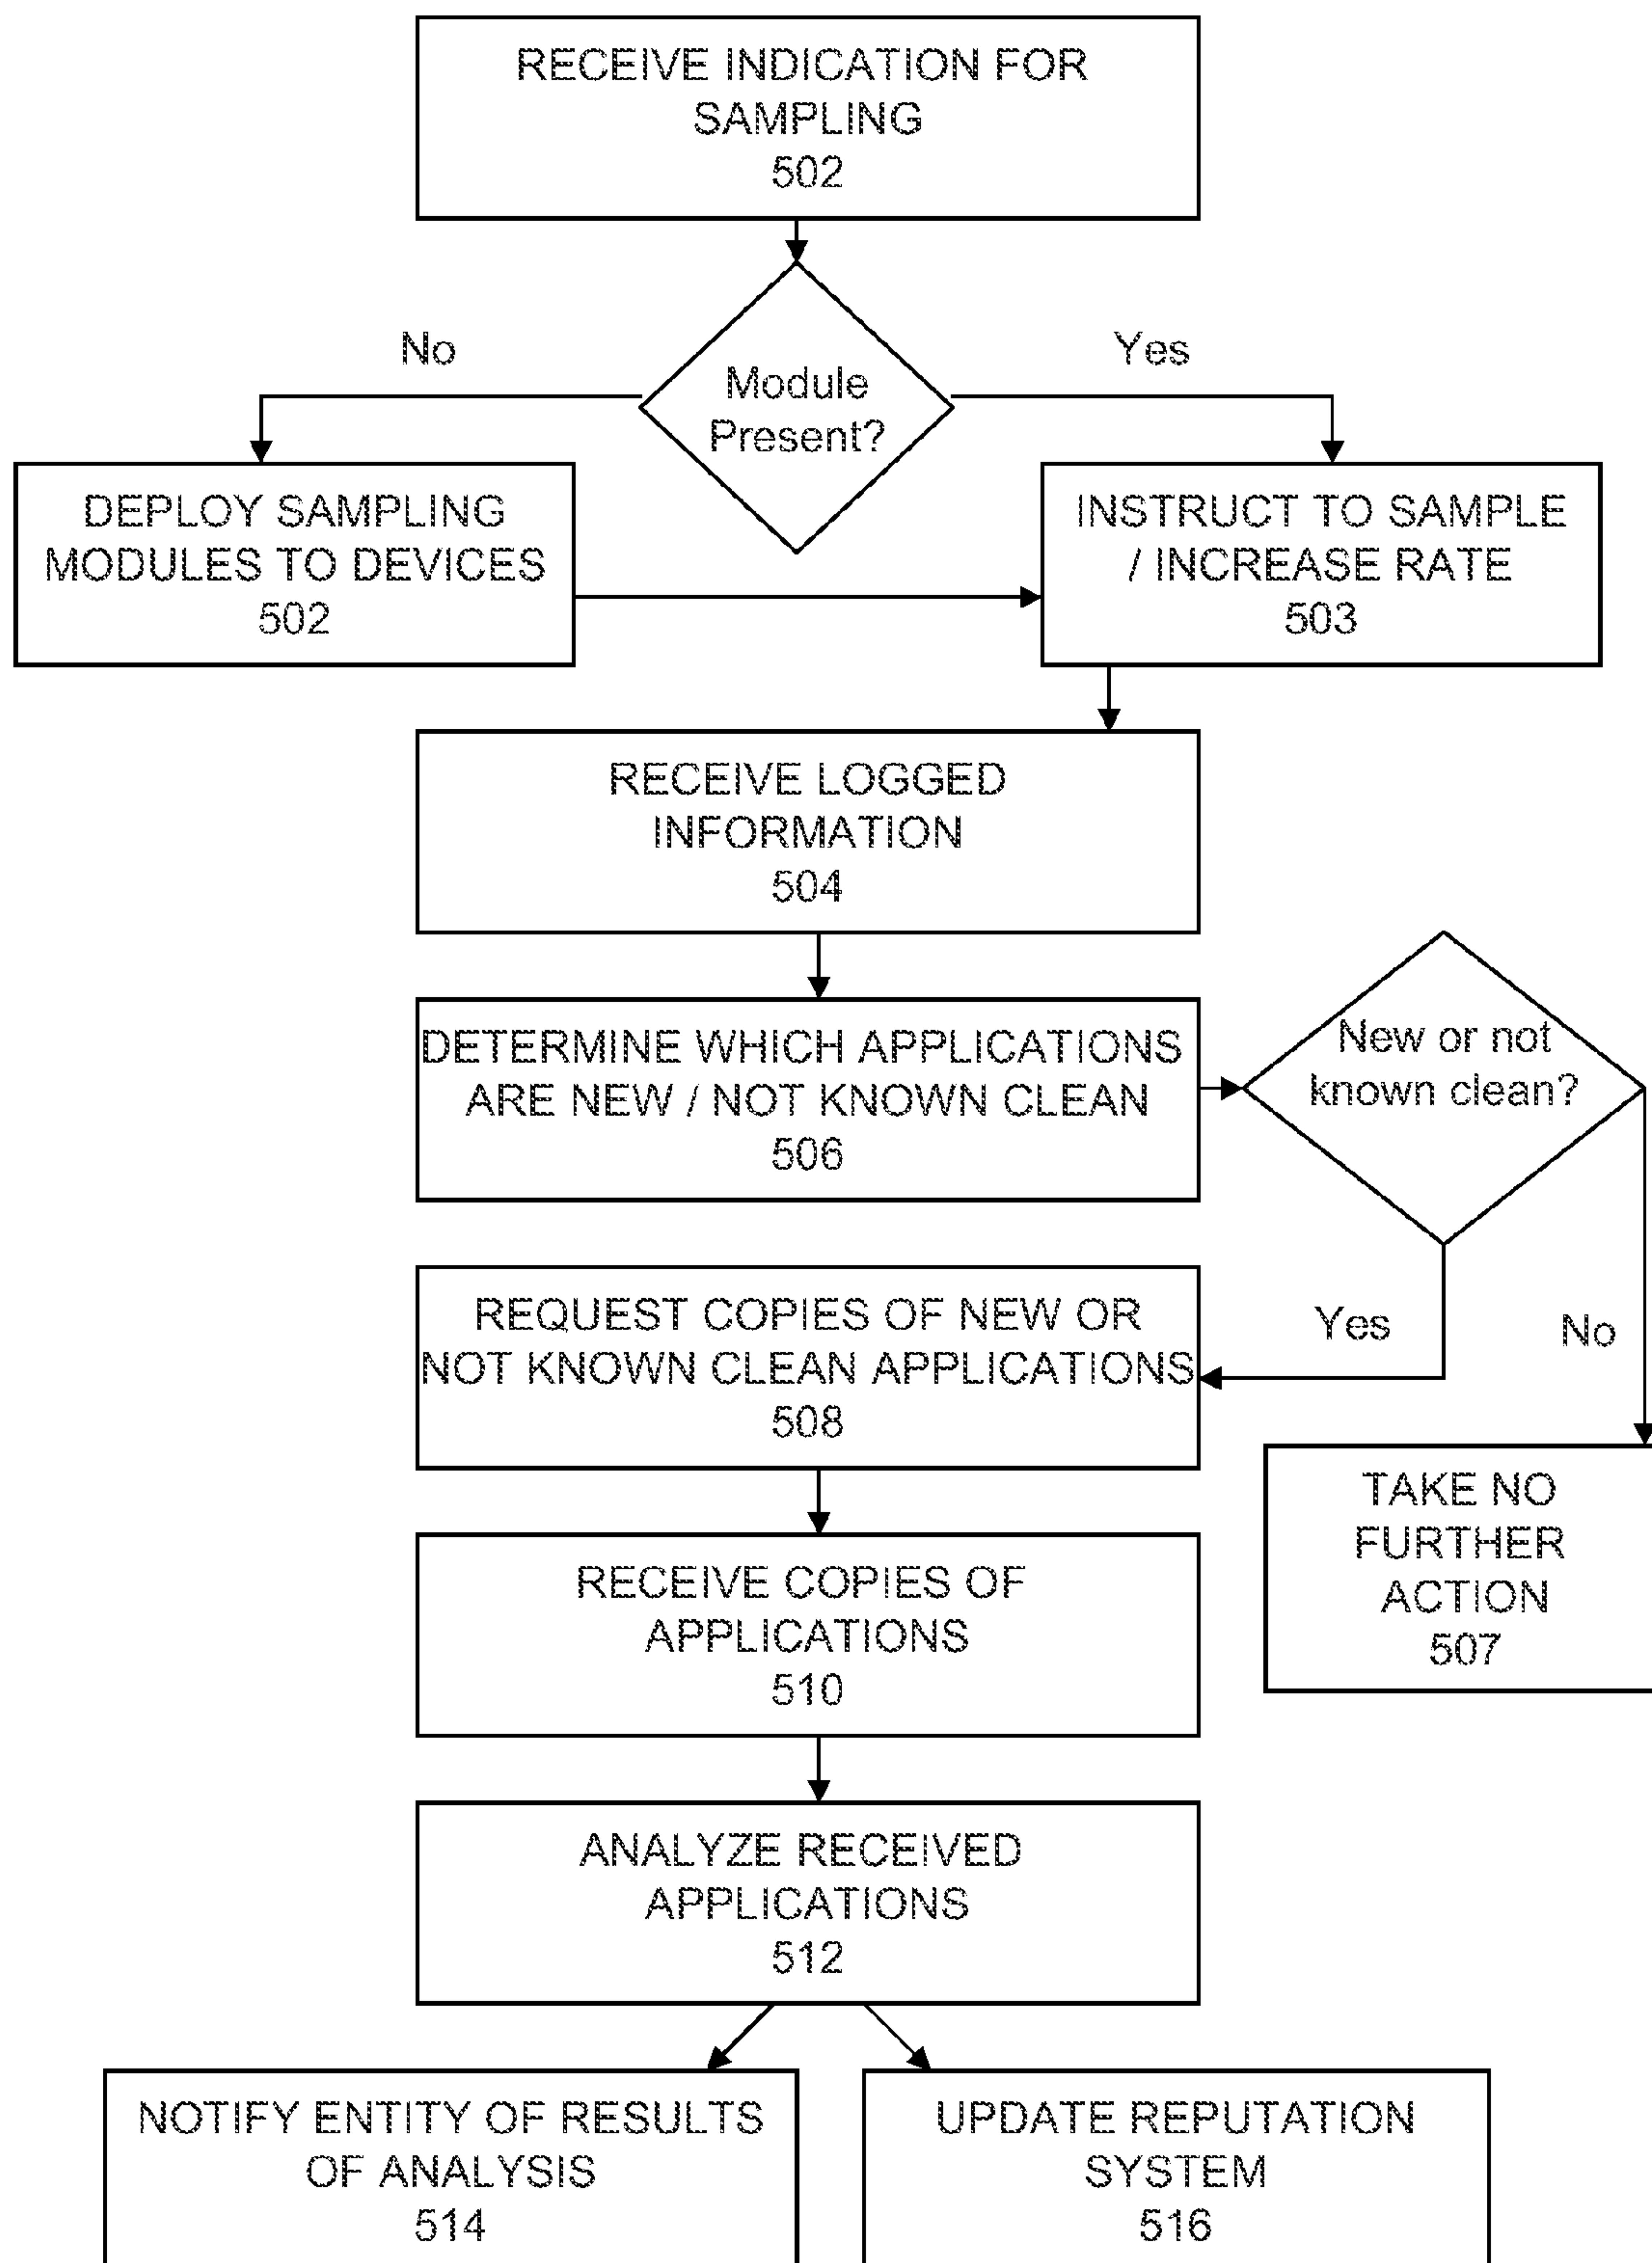 RECEIVE INDICATION FOR
SAMPLING
502
No
Yes
Module
Present?
DEPLOY SAMPLING
MODULES TO DEVICES
502
INSTRUCT TO SAMPLE
/ INCREASE RATE
503
RECEIVE LOGGED
INFORMATION
504
DETERMINE WHICH APPLICATIONS
ARE NEW / NOT KNOWN CLEAN
506
New or not
known clean?
REQUEST COPIES OF NEW OR
NOT KNOWN CLEAN APPLICATIONS
508
Yes
No
TAKE NO
FURTHER
ACTION
507
RECEIVE COPIES OF
APPLICATIONS
510
ANALYZE RECEIVED
APPLICATIONS
512
NOTIFY ENTITY OF RESULTS
OF ANALYSIS
514
UPDATE REPUTATION
SYSTEM
516